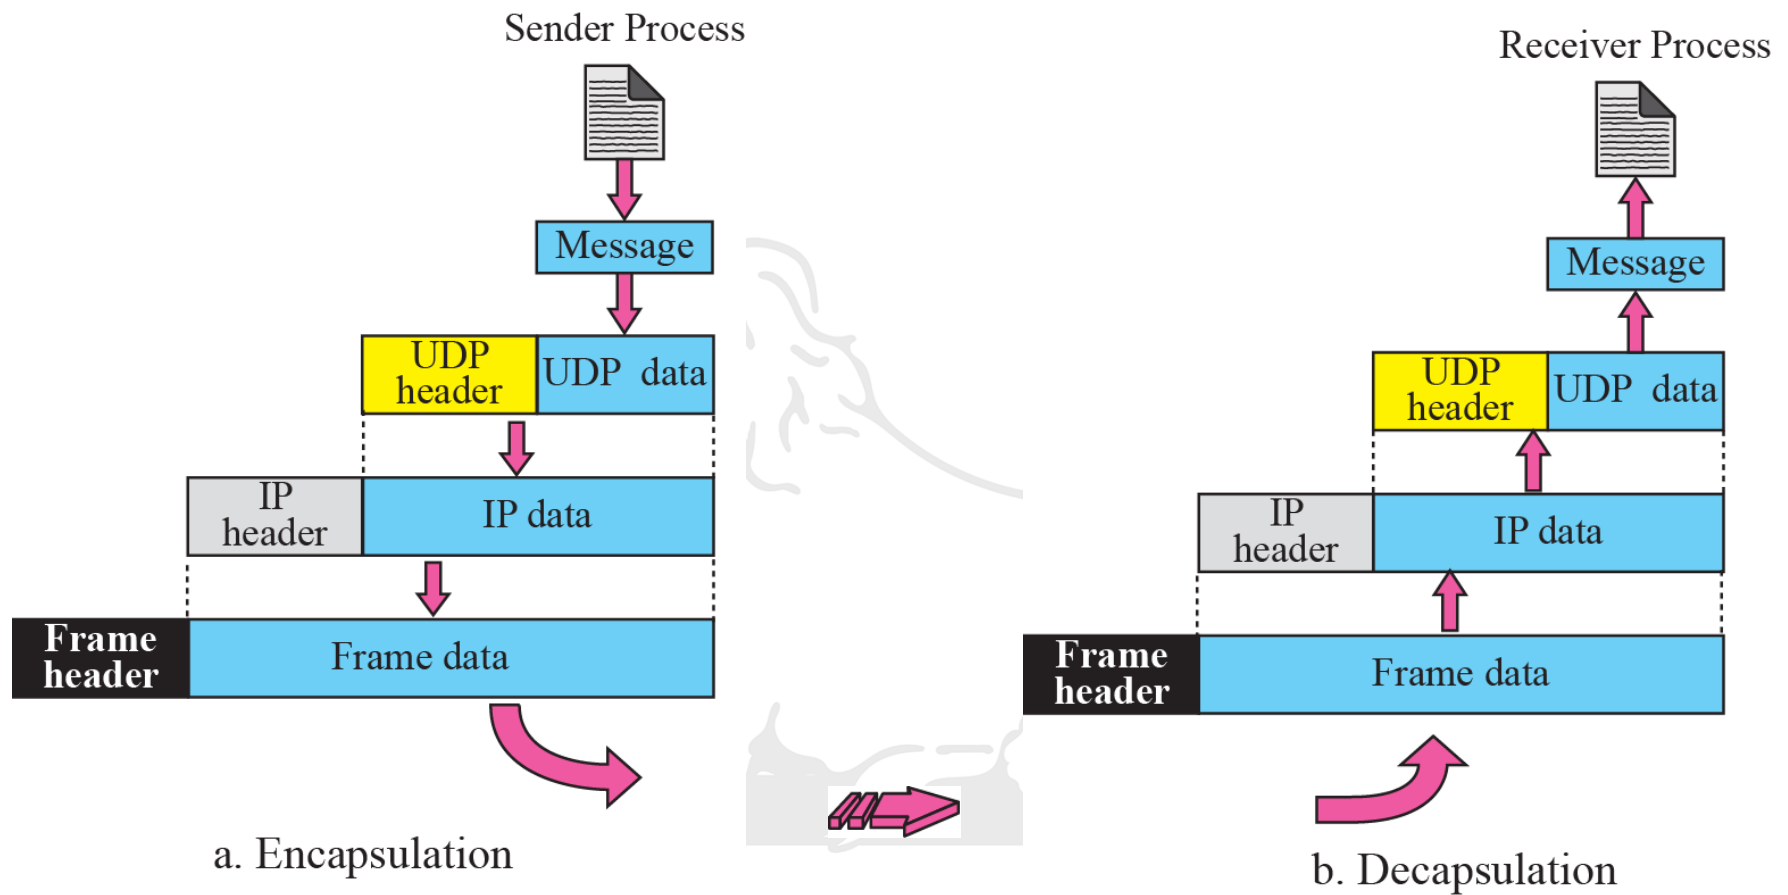 Sender Process
Message
UDP
header
UDP data
IP
header
IP data
Frame
header
Frame data
a. Encapsulation
Receiver Process
Message
UDP
header
UDP data
IP
header
IP data
Frame
header
Frame data
b. Decapsulation